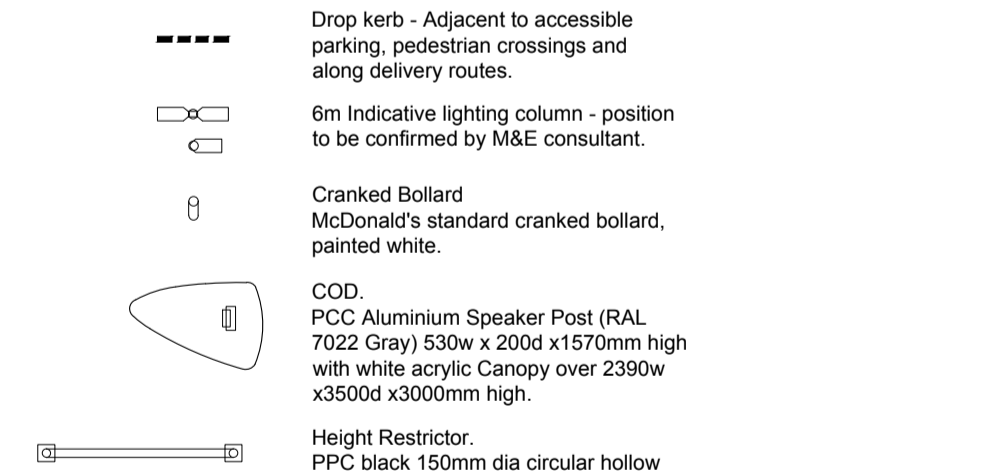 Drop kerb - Adjacent to accessible
parking, pedestrian crossings and
along delivery routes.
6m Indicative lighting column - position
to be confirmed by M&E consultant.
Cranked Bollard
McDonald's standard cranked bollard,
painted white.
COD.
PCC Aluminium Speaker Post (RAL
7022 Gray) 530w x 200d x1570mm high
with white acrylic Canopy over 2390w
x3500d x3000mm high.
Height Restrictor.
PPC black 150mm dia circular hollow